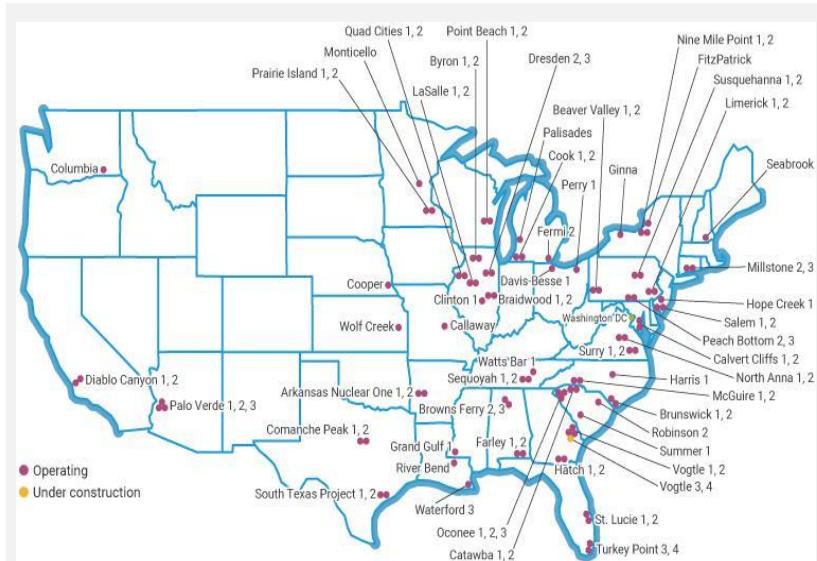 Quad Cities 1, 2
Point Beach 1, 2
Nine Mile Point 1, 2
Monticello
Byron 1, 2
Dresden 2, 3
FitzPatrick
Prairie Island 1, 2
Susquehanna 1, 2
LaSalle 1, 2
Beaver Valley 1, 2
Limerick 1, 2
Palisades
Columbia
Cook 1, 2
Ginna
Seabrook
Perry 1
Fermi 2
Millstone 2, 3
Cooper
Davis-Besse 1
Clinton 1
Braidwood 1, 2
Hope Creek 1
Washington DC
Salem 1, 2
Wolf Creek
Callaway
Peach Bottom 2, 3
Surry 1, 2
Calvert Cliffs 1, 2
Watts Bar 1
North Anna 1, 2
Diablo Canyon 1, 2
Sequoyah 1, 2
Harris 1
Arkansas Nuclear One 1, 2
McGuire 1, 2
Palo Verde 1, 2, 3
Browns Ferry 2, 3
Brunswick 1, 2
Comanche Peak 1, 2
Robinson 2
Grand Gulf 1
Farley 1, 2
Summer 1
Operating
River Bend
Hatch 1, 2
Vogtle 1, 2
Under construction
Vogtle 3, 4
South Texas Project 1, 2
Waterford 3
St. Lucie 1, 2
Oconee 1, 2, 3
Catawba 1, 2
Turkey Point 3, 4